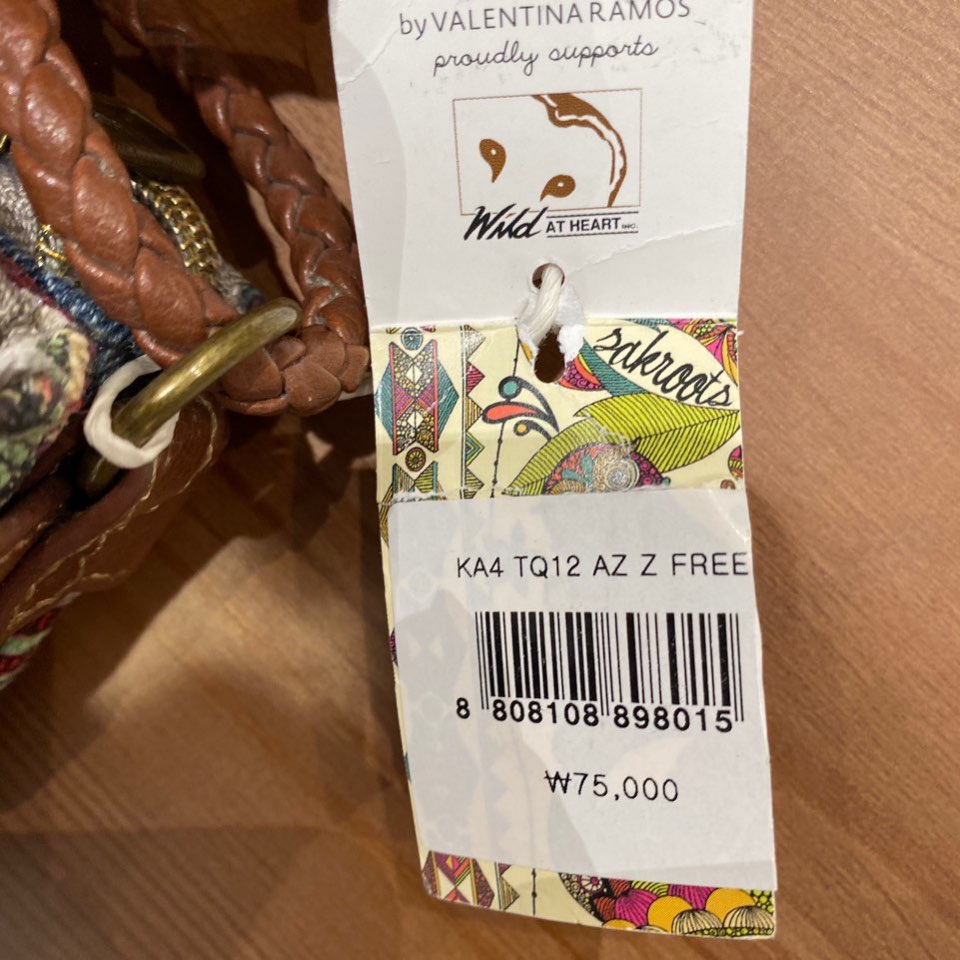 by VALENTINA RAMOS
proudly supports
Wild AT HEART INC.
sakroots
KA4 TQ12 AZ Z FREE
8 808108 898015
₩75,000